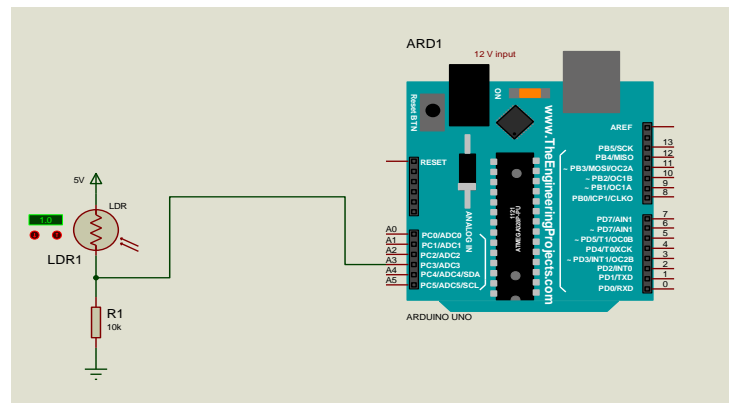 ARD1
12 V input
Reset BTN
ON
www.TheEngineeringProjects.com
AREF
RESET
PB5/SCK 13
PB4/MISO 12
~ PB3/MOSI/OC2A 11
~ PB2/OC1B 10
~ PB1/OC1A 9
PB0/ICP1/CLKO 8
ANALOG IN
1121
ATMEGA328P-PU
A0 PC0/ADC0
A1 PC1/ADC1
A2 PC2/ADC2
A3 PC3/ADC3
A4 PC4/ADC4/SDA
A5 PC5/ADC5/SCL
PD7/AIN1 7
~ PD7/AIN1 6
~ PD5/T1/OC0B 5
PD4/T0/XCK 4
~ PD3/INT1/OC2B 3
PD2/INT0 2
PD1/TXD 1
PD0/RXD 0
ARDUINO UNO
5V
LDR
1.0
LDR1
R1
10k